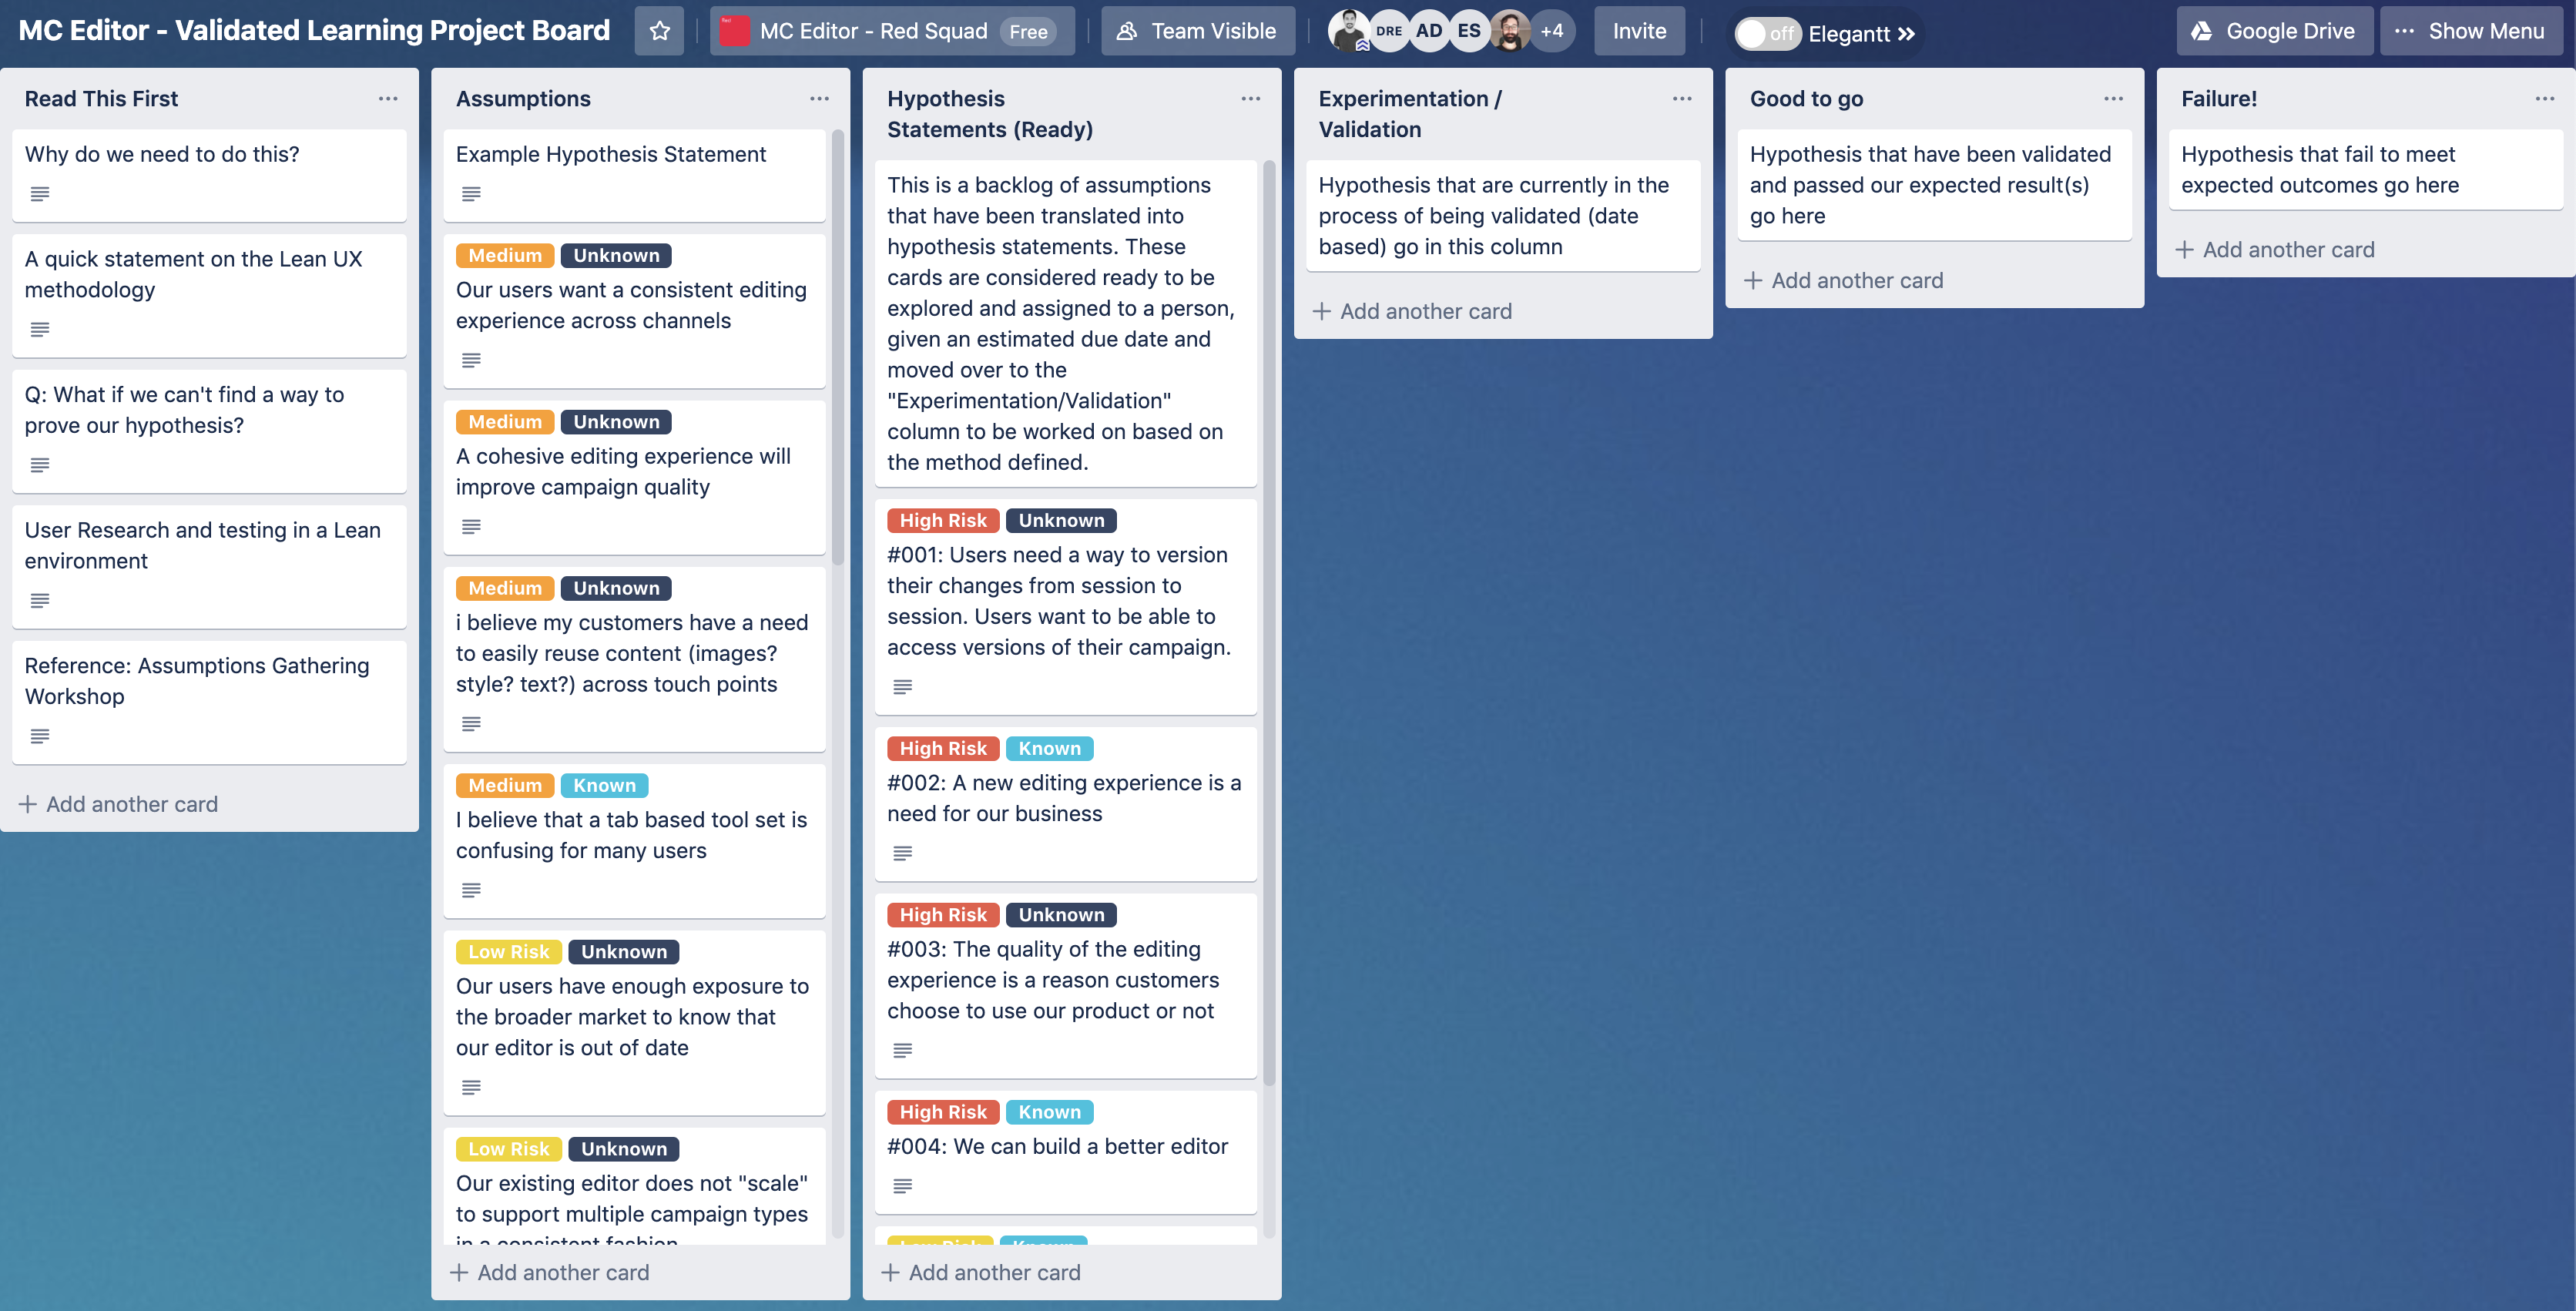 MC Editor - Validated Learning Project Board
MC Editor - Red Squad Free
Team Visible
DRE AD ES +4
Invite
off Elegantt
Google Drive
Show Menu
Read This First
Why do we need to do this?
A quick statement on the Lean UX
methodology
Q: What if we can't find a way to
prove our hypothesis?
User Research and testing in a Lean
environment
Reference: Assumptions Gathering
Workshop
Add another card
Assumptions
Example Hypothesis Statement
Medium Unknown
Our users want a consistent editing
experience across channels
Medium Unknown
A cohesive editing experience will
improve campaign quality
Medium Unknown
i believe my customers have a need
to easily reuse content (images?
style? text?) across touch points
Medium Known
I believe that a tab based tool set is
confusing for many users
Low Risk Unknown
Our users have enough exposure to
the broader market to know that
our editor is out of date
Low Risk Unknown
Our existing editor does not "scale"
to support multiple campaign types
in a consistent fashion
Add another card
Hypothesis
Statements (Ready)
This is a backlog of assumptions
that have been translated into
hypothesis statements. These
cards are considered ready to be
explored and assigned to a person,
given an estimated due date and
moved over to the
"Experimentation/Validation"
column to be worked on based on
the method defined.
High Risk Unknown
#001: Users need a way to version
their changes from session to
session. Users want to be able to
access versions of their campaign.
High Risk Known
#002: A new editing experience is a
need for our business
High Risk Unknown
#003: The quality of the editing
experience is a reason customers
choose to use our product or not
High Risk Known
#004: We can build a better editor
Low Risk Known
Add another card
Experimentation /
Validation
Hypothesis that are currently in the
process of being validated (date
based) go in this column
Add another card
Good to go
Hypothesis that have been validated
and passed our expected result(s)
go here
Add another card
Failure!
Hypothesis that fail to meet
expected outcomes go here
Add another card